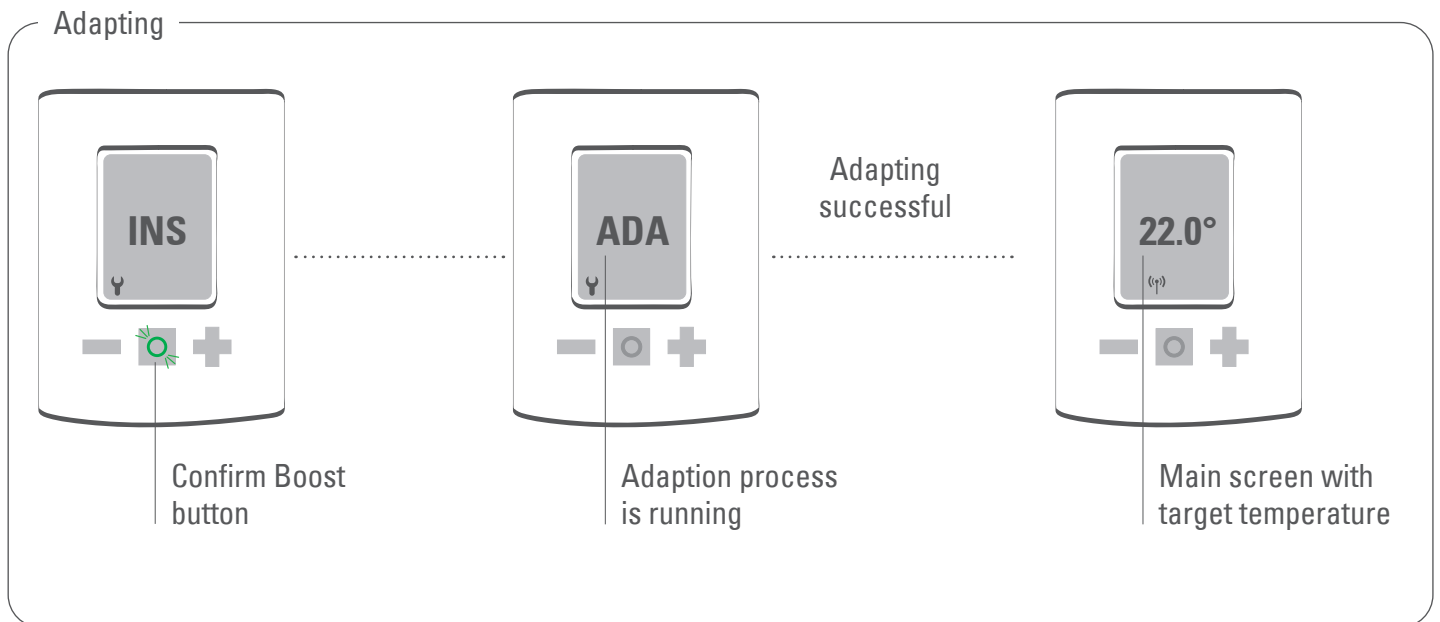 Adapting
INS
Confirm Boost
button
ADA
Adaption process
is running
Adapting
successful
22.0°
Main screen with
target temperature